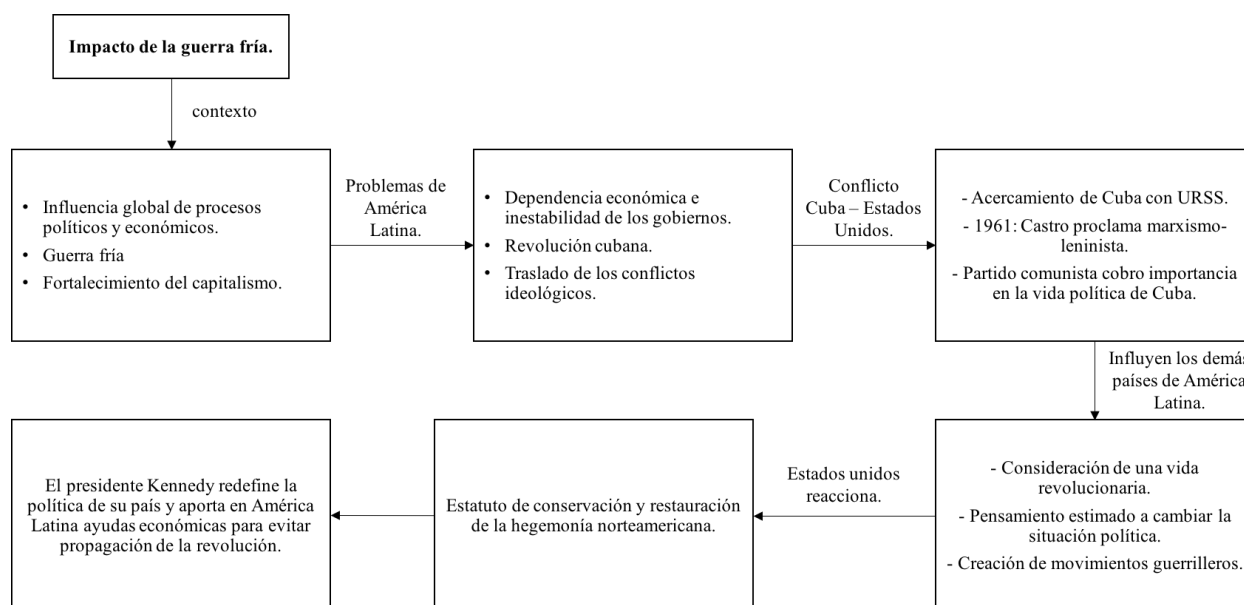 Impacto de la guerra fría.
contexto
• Influencia global de procesos
políticos y económicos.
• Guerra fría
• Fortalecimiento del capitalismo.
Problemas de
América
Latina.
• Dependencia económica e
inestabilidad de los gobiernos.
• Revolución cubana.
• Traslado de los conflictos
ideológicos.
Conflicto
Cuba – Estados
Unidos.
- Acercamiento de Cuba con URSS.
- 1961: Castro proclama marxismo-
leninista.
- Partido comunista cobro importancia
en la vida política de Cuba.
Influyen los demás
países de América
Latina.
- Consideración de una vida
revolucionaria.
- Pensamiento estimado a cambiar la
situación política.
- Creación de movimientos guerrilleros.
Estados unidos
reacciona.
Estatuto de conservación y restauración
de la hegemonía norteamericana.
El presidente Kennedy redefine la
política de su país y aporta en América
Latina ayudas económicas para evitar
propagación de la revolución.